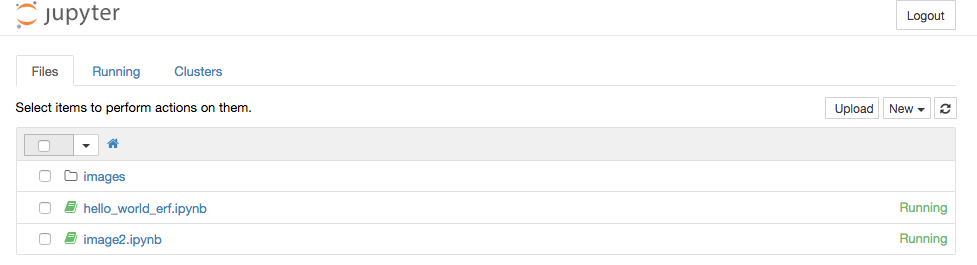 jupyter
Logout
Files Running Clusters
Select items to perform actions on them.
Upload New
images
hello_world_erf.ipynb Running
image2.ipynb Running